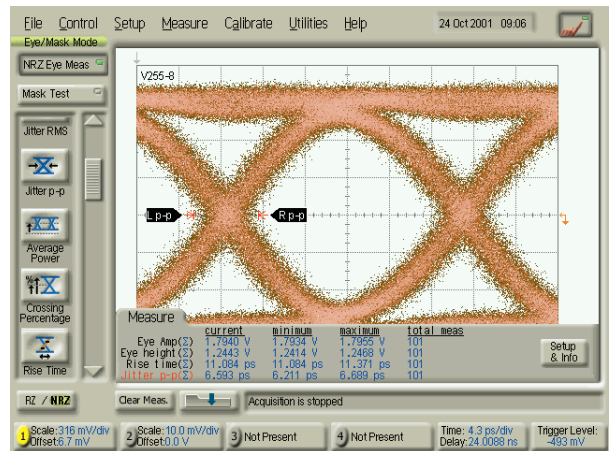 File Control Setup Measure Calibrate Utilities Help 24 Oct 2001 09:06
Eye/Mask Mode
NRZ Eye Meas
Mask Test
Jitter RMS
Jitter p-p
Average
Power
Crossing
Percentage
Rise Time
V255-8
L p-p
R p-p
Measure
current minimum maximum total meas
Eye Amp(Σ) 1.7940 V 1.7934 V 1.7955 V 101
Eye height(Σ) 1.2443 V 1.2414 V 1.2468 V 101
Rise time(Σ) 11.084 ps 11.084 ps 11.371 ps 101
Jitter p-p(Σ) 6.593 ps 6.211 ps 6.689 ps 101
Setup
& Info
RZ / NRZ
Clear Meas.
Acquisition is stopped
1 Scale:316 mV/div
Offset:6.7 mV
2 Scale:10.0 mV/div
Offset:0.0 V
3 Not Present
4 Not Present
Time: 4.3 ps/div
Delay:24.0088 ns
Trigger Level:
-493 mV